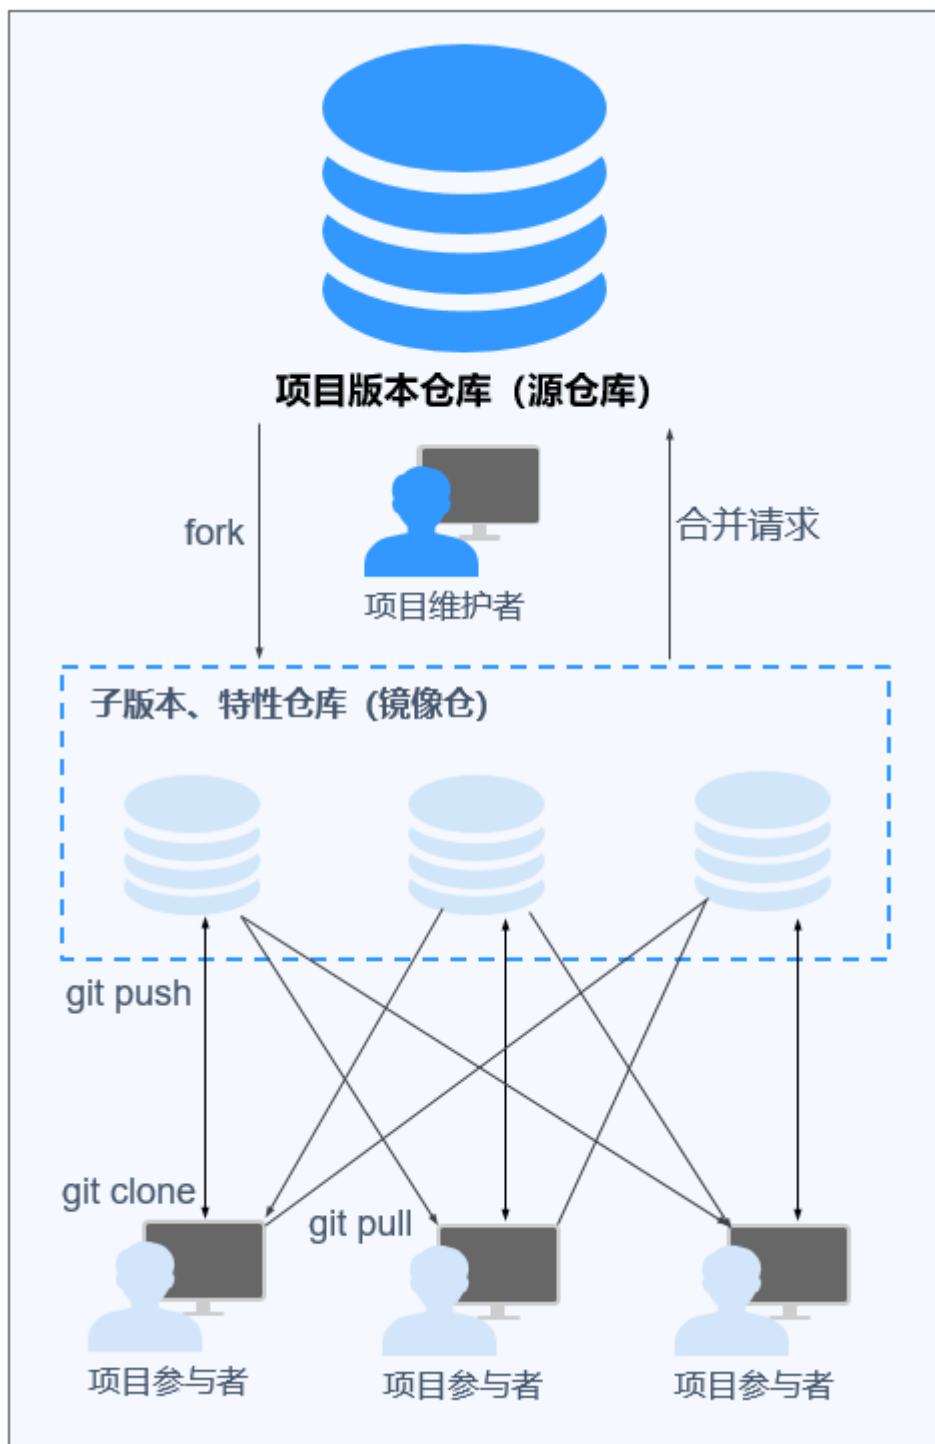 项目版本仓库（源仓库）
fork
合并请求
项目维护者
子版本、特性仓库（镜像仓）
git push
git clone
git pull
项目参与者
项目参与者
项目参与者